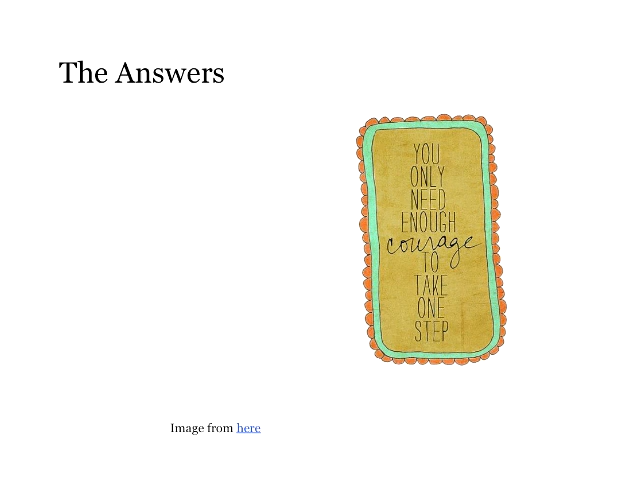 The Answers
YOU
ONLY
NEED
ENOUGH
courage
TO
TAKE
ONE
STEP
Image from here